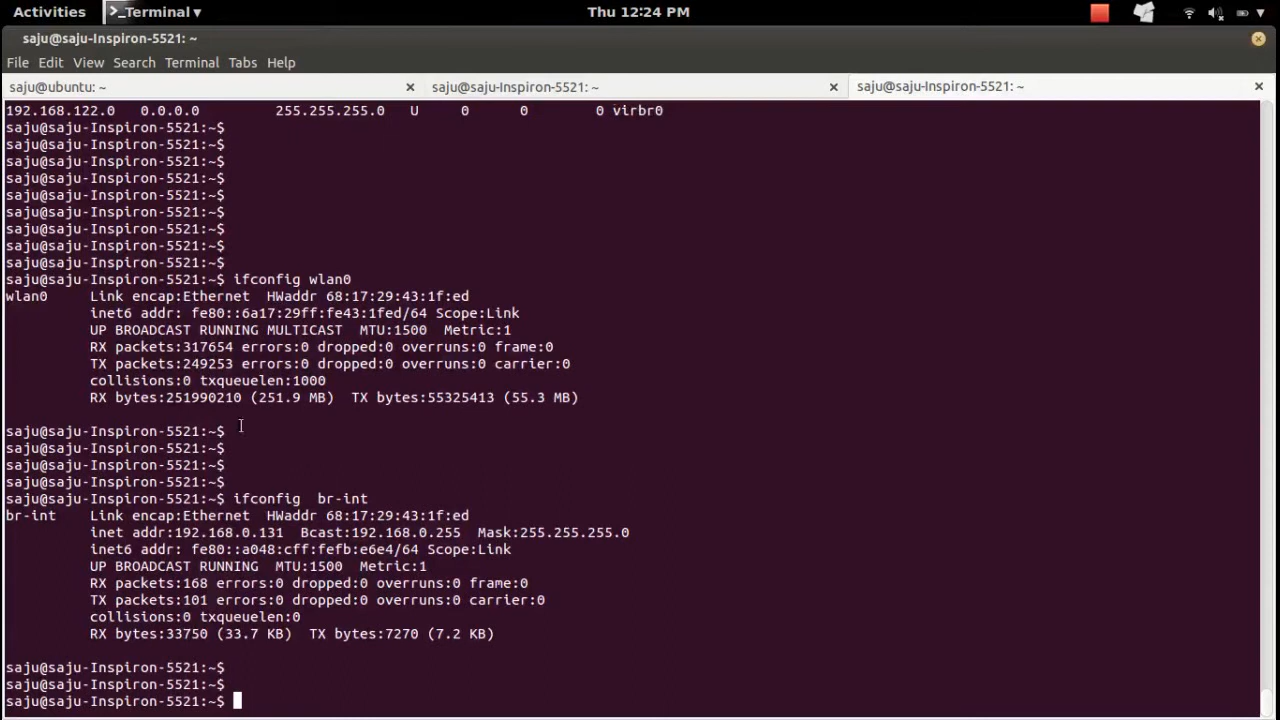 Activities >_Terminal ▾ Thu 12:24 PM
saju@saju-Inspiron-5521: ~
File Edit View Search Terminal Tabs Help
saju@ubuntu: ~ × saju@saju-Inspiron-5521: ~ × saju@saju-Inspiron-5521: ~ ×
192.168.122.0   0.0.0.0         255.255.255.0   U     0      0        0 virbr0
saju@saju-Inspiron-5521:~$
saju@saju-Inspiron-5521:~$
saju@saju-Inspiron-5521:~$
saju@saju-Inspiron-5521:~$
saju@saju-Inspiron-5521:~$
saju@saju-Inspiron-5521:~$
saju@saju-Inspiron-5521:~$
saju@saju-Inspiron-5521:~$
saju@saju-Inspiron-5521:~$
saju@saju-Inspiron-5521:~$ ifconfig wlan0
wlan0     Link encap:Ethernet  HWaddr 68:17:29:43:1f:ed
          inet6 addr: fe80::6a17:29ff:fe43:1fed/64 Scope:Link
          UP BROADCAST RUNNING MULTICAST  MTU:1500  Metric:1
          RX packets:317654 errors:0 dropped:0 overruns:0 frame:0
          TX packets:249253 errors:0 dropped:0 overruns:0 carrier:0
          collisions:0 txqueuelen:1000
          RX bytes:251990210 (251.9 MB)  TX bytes:55325413 (55.3 MB)
saju@saju-Inspiron-5521:~$
saju@saju-Inspiron-5521:~$
saju@saju-Inspiron-5521:~$
saju@saju-Inspiron-5521:~$
saju@saju-Inspiron-5521:~$ ifconfig  br-int
br-int    Link encap:Ethernet  HWaddr 68:17:29:43:1f:ed
          inet addr:192.168.0.131  Bcast:192.168.0.255  Mask:255.255.255.0
          inet6 addr: fe80::a048:cff:fefb:e6e4/64 Scope:Link
          UP BROADCAST RUNNING  MTU:1500  Metric:1
          RX packets:168 errors:0 dropped:0 overruns:0 frame:0
          TX packets:101 errors:0 dropped:0 overruns:0 carrier:0
          collisions:0 txqueuelen:0
          RX bytes:33750 (33.7 KB)  TX bytes:7270 (7.2 KB)
saju@saju-Inspiron-5521:~$
saju@saju-Inspiron-5521:~$
saju@saju-Inspiron-5521:~$